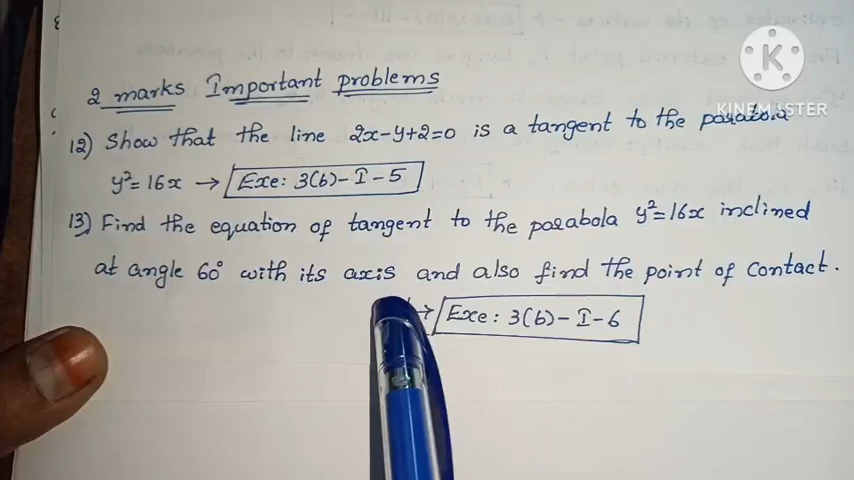 2 marks Important problems
12) Show that the line 2x-y+2=0 is a tangent to the parabola
y²=16x → Exe: 3(b)-I-5
13) Find the equation of tangent to the parabola y²=16x inclined
at angle 60° with its axis and also find the point of contact.
→ Exe: 3(b)-I-6
K
KINEMASTER